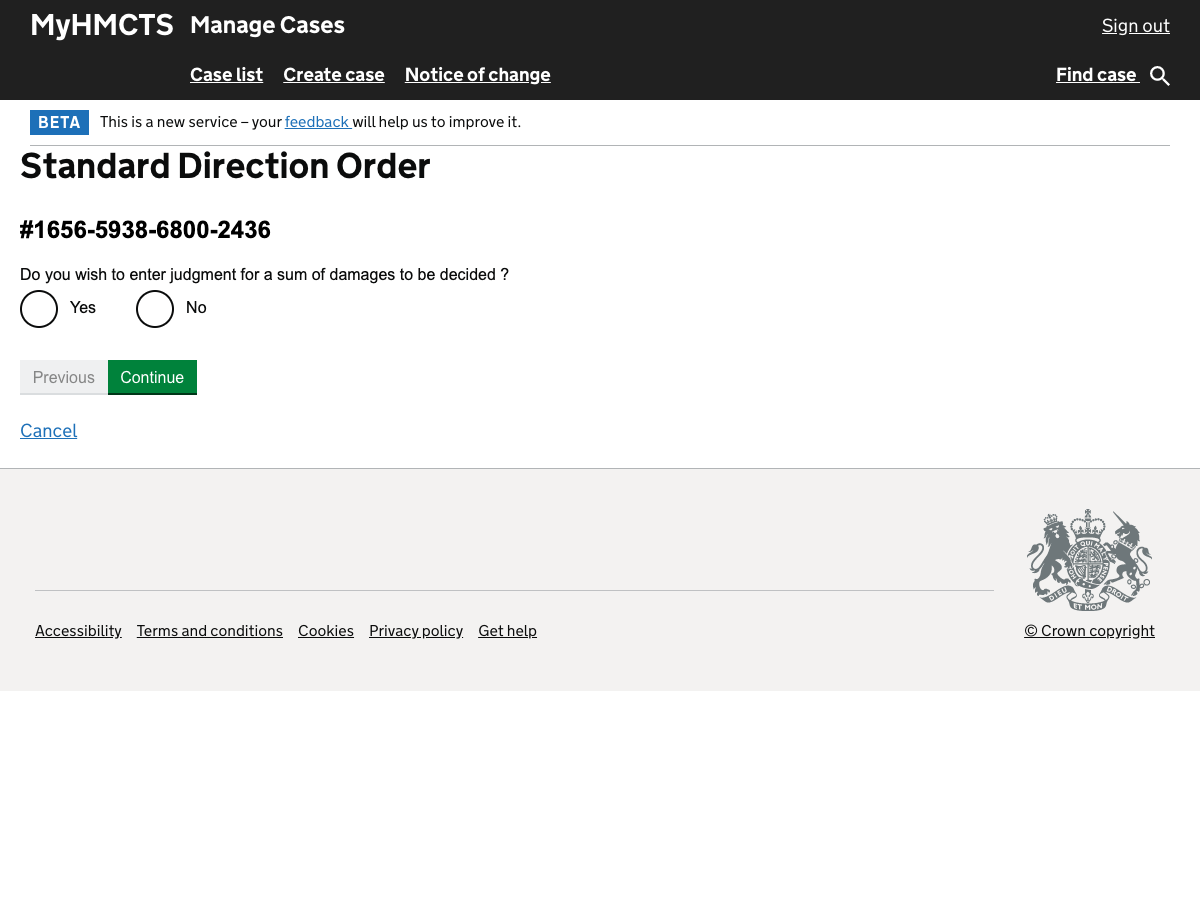 MyHMCTS Manage Cases Sign out
Case list Create case Notice of change Find case
BETA This is a new service – your feedback will help us to improve it.
Standard Direction Order
#1656-5938-6800-2436
Do you wish to enter judgment for a sum of damages to be decided ?
Yes No
Previous Continue
Cancel
DIEU ET MON DROIT
Accessibility Terms and conditions Cookies Privacy policy Get help © Crown copyright